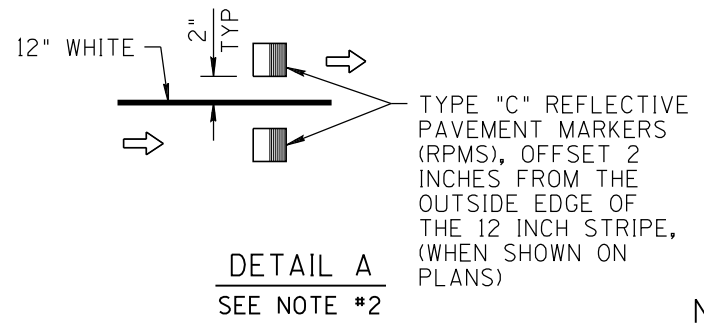 12" WHITE
2"
TYP
TYPE "C" REFLECTIVE
PAVEMENT MARKERS
(RPMS), OFFSET 2
INCHES FROM THE
OUTSIDE EDGE OF
THE 12 INCH STRIPE,
(WHEN SHOWN ON
PLANS)
DETAIL A
SEE NOTE #2
N